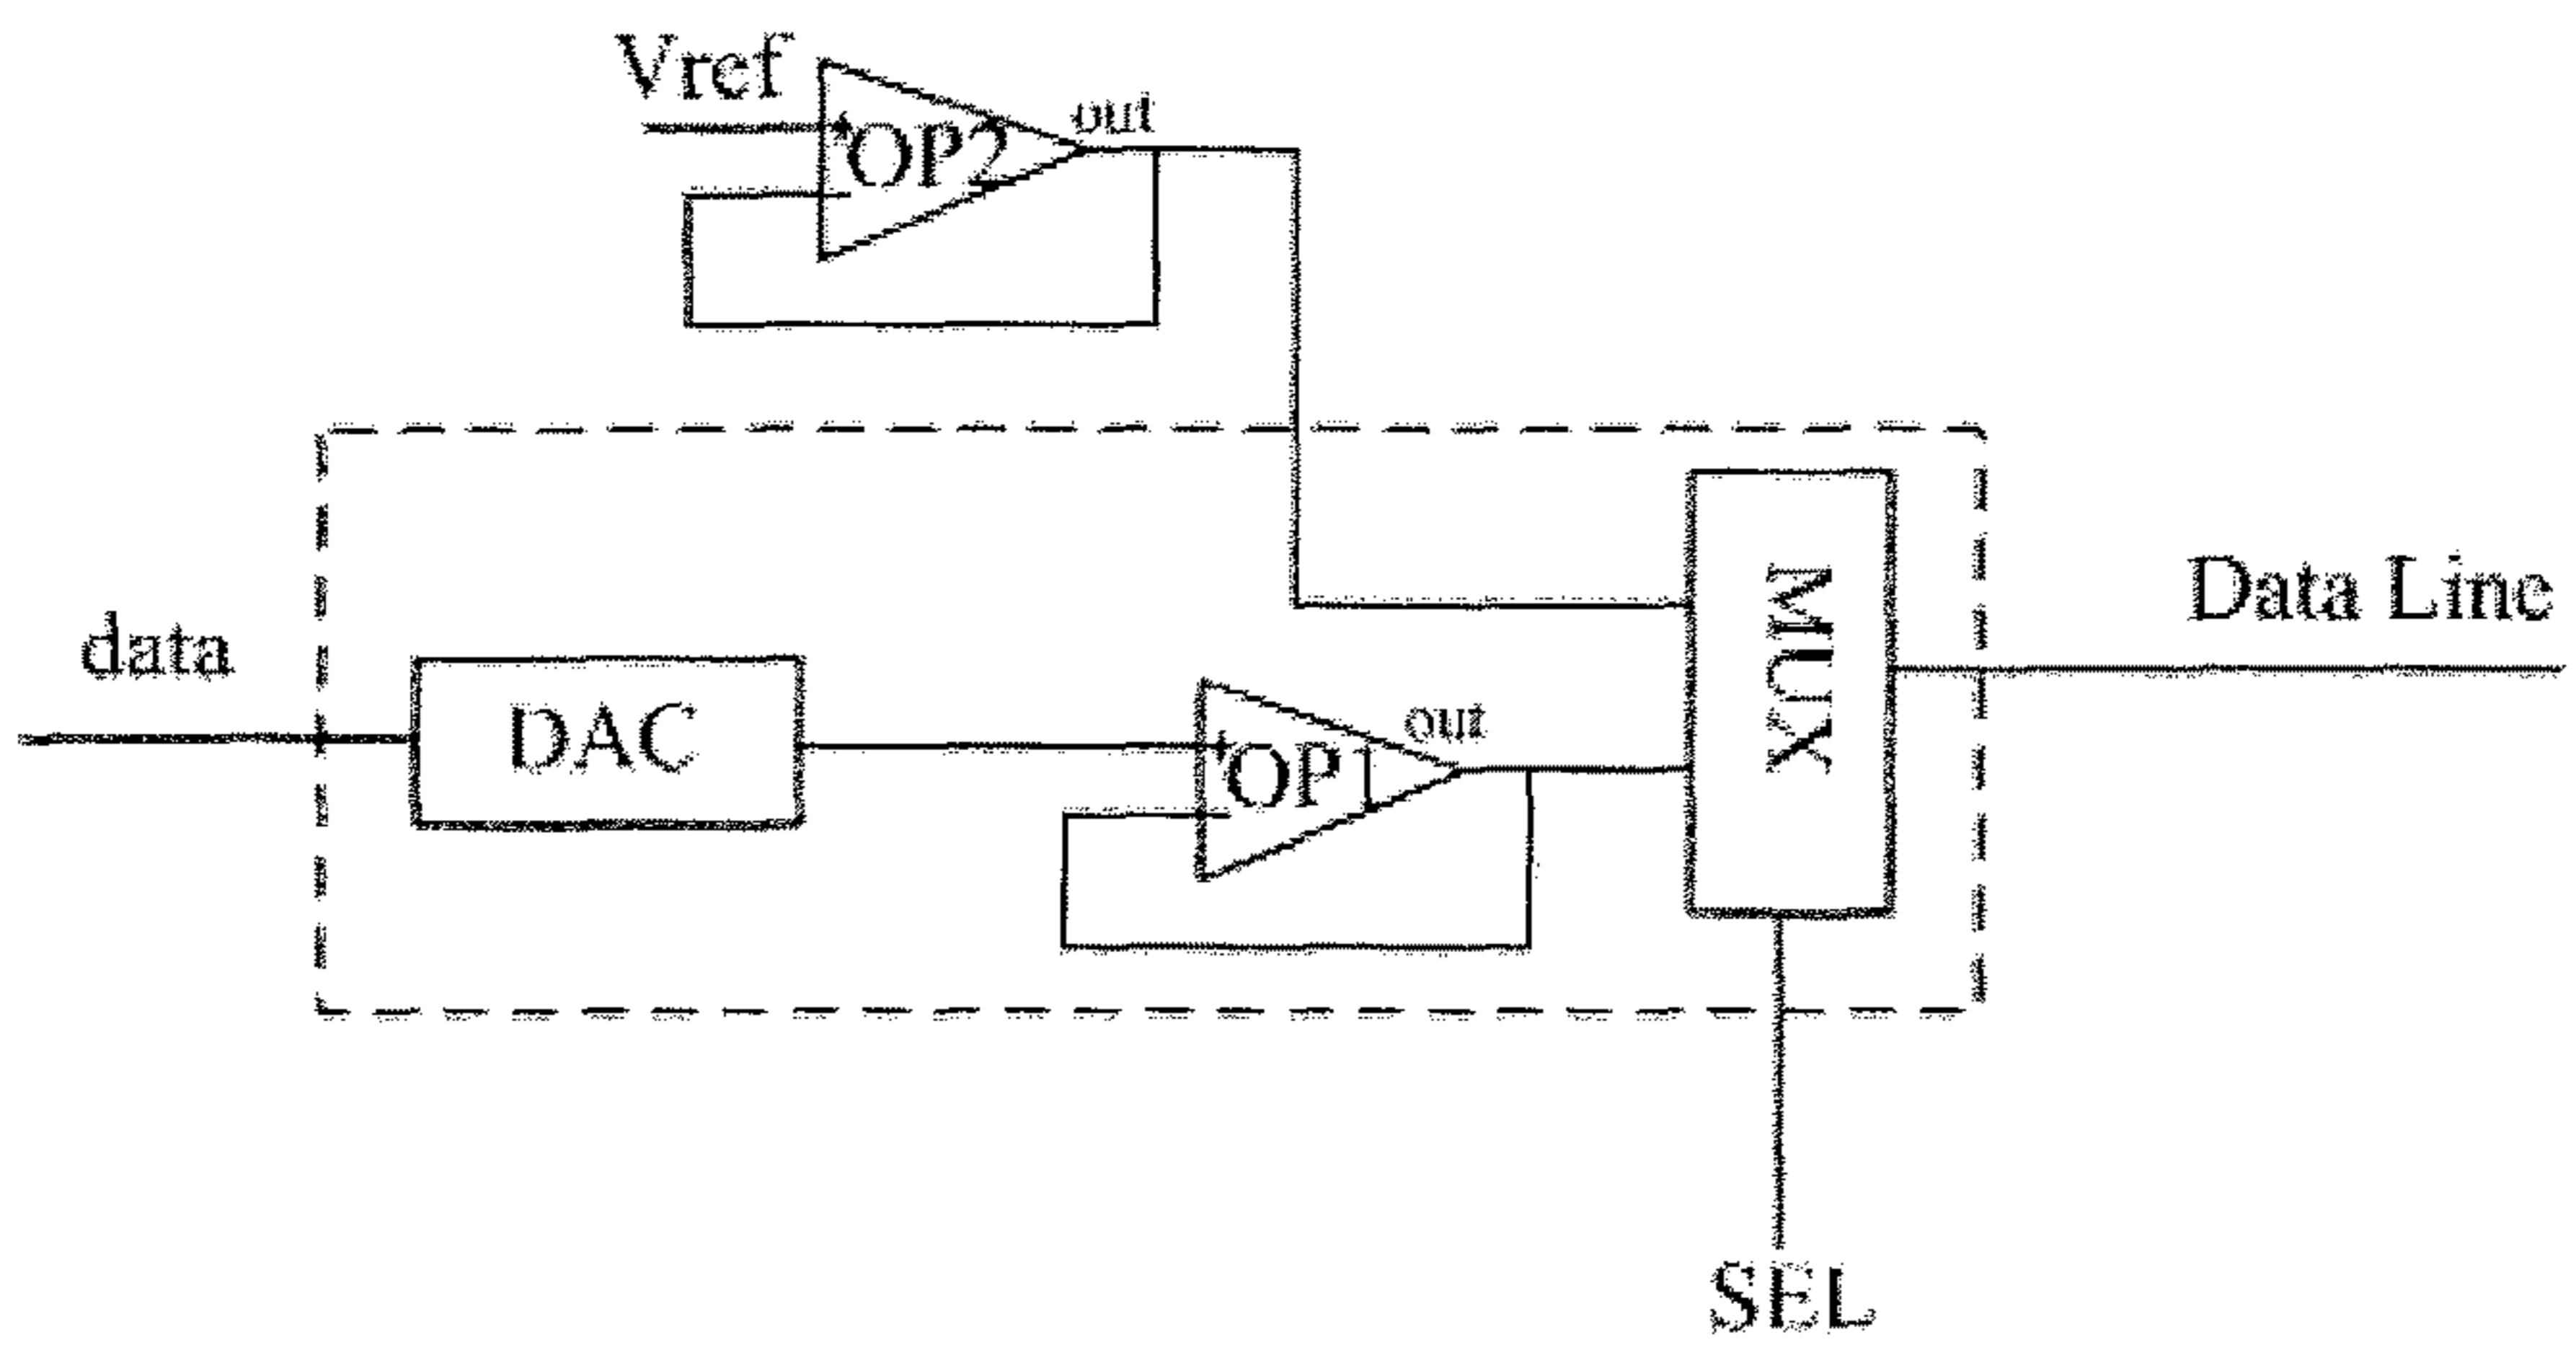 Vref
+
OP2
-
out
data
DAC
+
OP1
-
out
MUX
Data Line
SEL